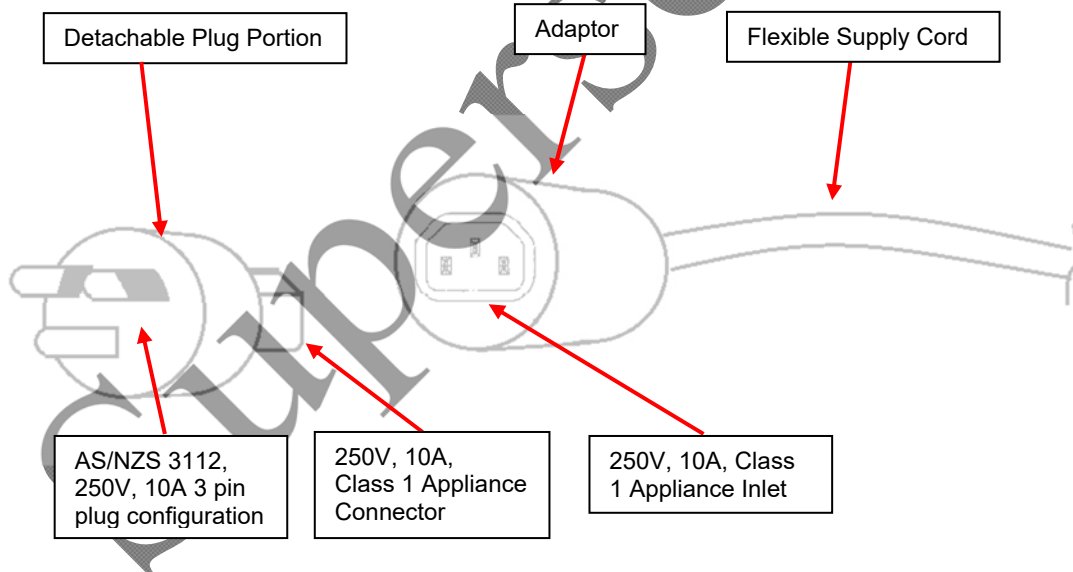 Detachable Plug Portion
Adaptor
Flexible Supply Cord
AS/NZS 3112,
250V, 10A 3 pin
plug configuration
250V, 10A,
Class 1 Appliance
Connector
250V, 10A, Class
1 Appliance Inlet